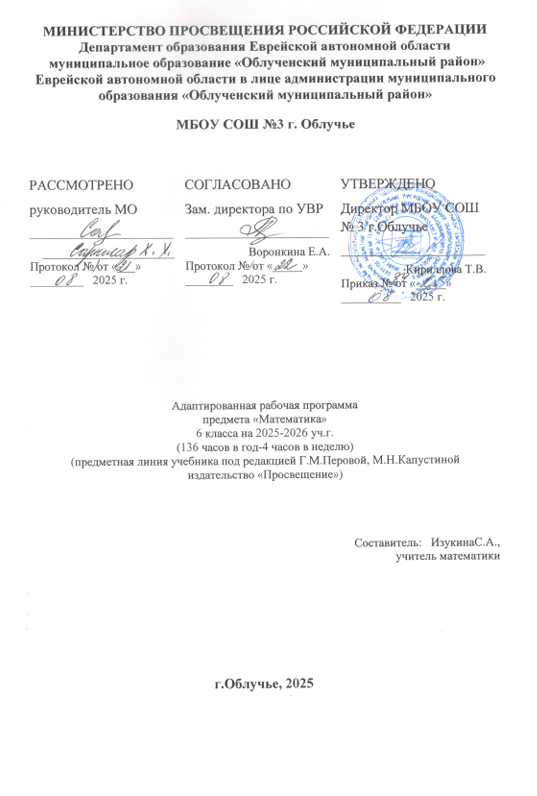 МИНИСТЕРСТВО ПРОСВЕЩЕНИЯ РОССИЙСКОЙ ФЕДЕРАЦИИ
Департамент образования Еврейской автономной области
муниципальное образование «Облученский муниципальный район»
Еврейской автономной области в лице администрации муниципального
образования «Облученский муниципальный район»
МБОУ СОШ №3 г. Облучье
РАССМОТРЕНО
руководитель МО
Протокол № от « 21 »
08 2025 г.
СОГЛАСОВАНО
Зам. директора по УВР
Воронкина Е.А.
Протокол № от « 22 »
08 2025 г.
УТВЕРЖДЕНО
Директор МБОУ СОШ
№ 3 г.Облучье
Кириллова Т.В.
Приказ № от « »
08 2025 г.
Адаптированная рабочая программа
предмета «Математика»
6 класса на 2025-2026 уч.г.
(136 часов в год-4 часов в неделю)
(предметная линия учебника под редакцией Г.М.Перовой, М.Н.Капустиной
издательство «Просвещение»)
Составитель: ИзукинаС.А.,
учитель математики
г.Облучье, 2025